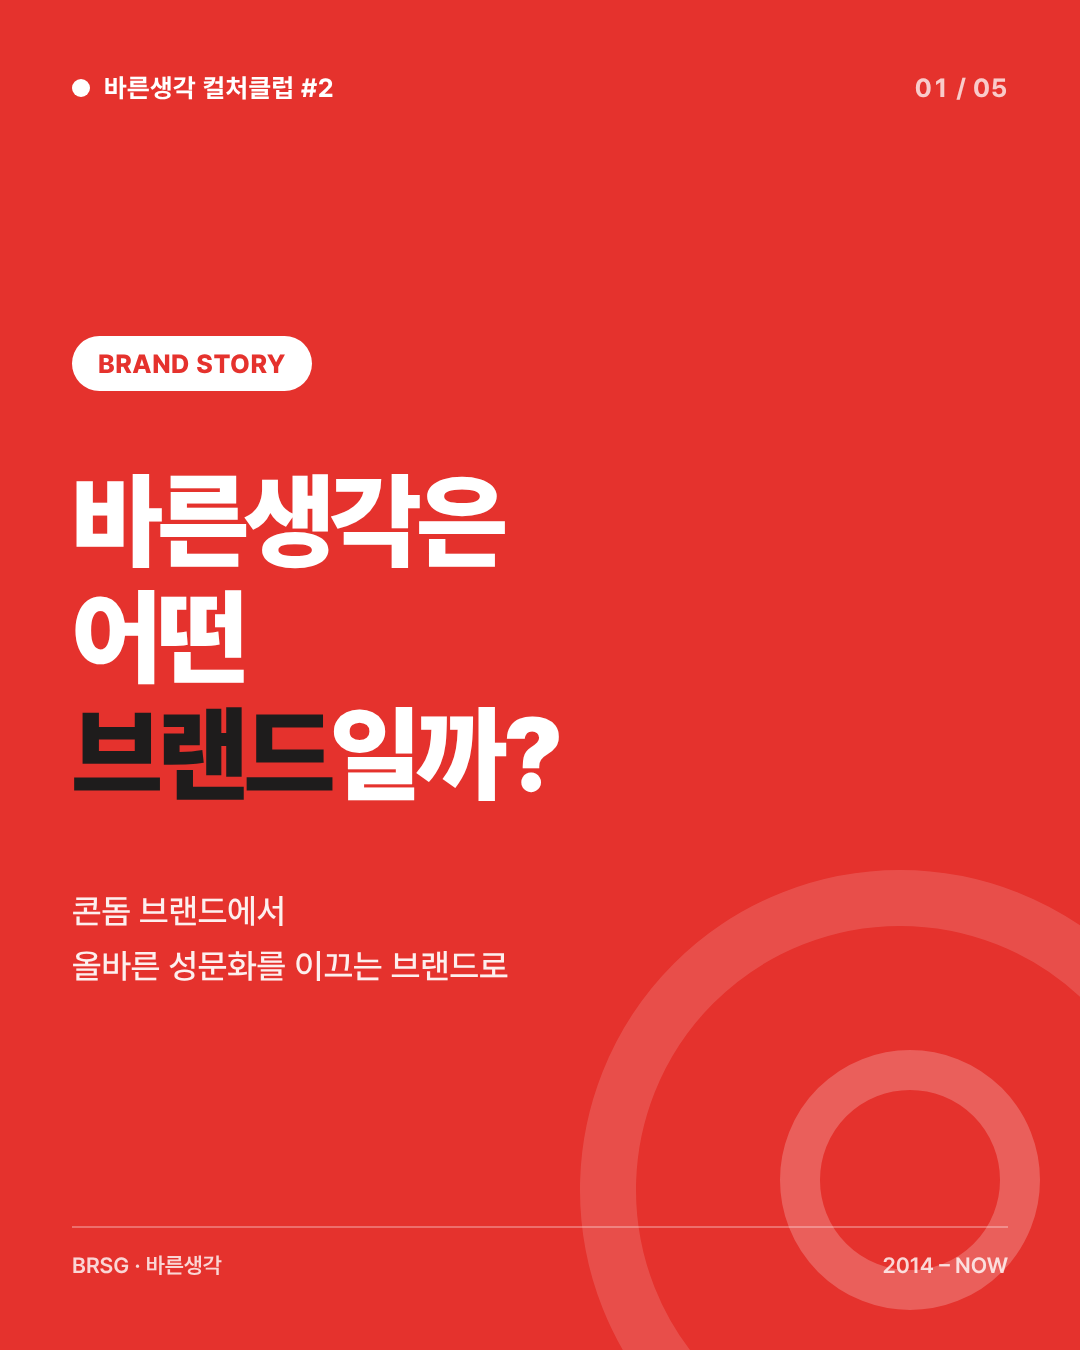 바른생각 컬처클럽 #2
01 / 05
BRAND STORY
바른생각은
어떤
브랜드일까?
콘돔 브랜드에서
올바른 성문화를 이끄는 브랜드로
BRSG · 바른생각
2014 – NOW